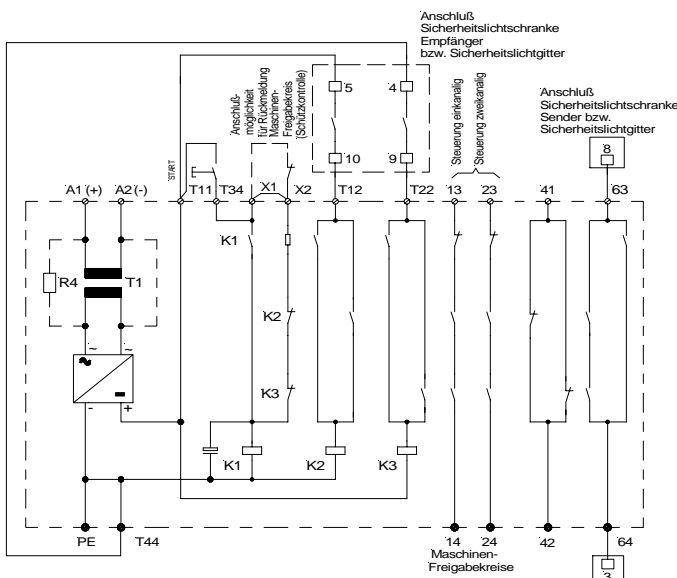 Anschluß
Sicherheitslichtschranke
Empfänger
bzw. Sicherheitslichtgitter
Anschluß
Sicherheitslichtschranke
Sender bzw.
Sicherheitslichtgitter
Anschluß-
möglichkeit
für Rückmeldung
Maschinen-
Freigabekreis
(Schützkontrolle)
Steuerung einkanalig
Steuerung zweikanalig
5
4
10
9
8
START
A1 (+)
A2 (-)
T11
T34
X1
X2
T12
T22
13
23
41
63
K1
R4
T1
K2
~
~
K3
-
+
K1
K2
K3
PE
T44
14
24
42
64
Maschinen-
Freigabekreise
3